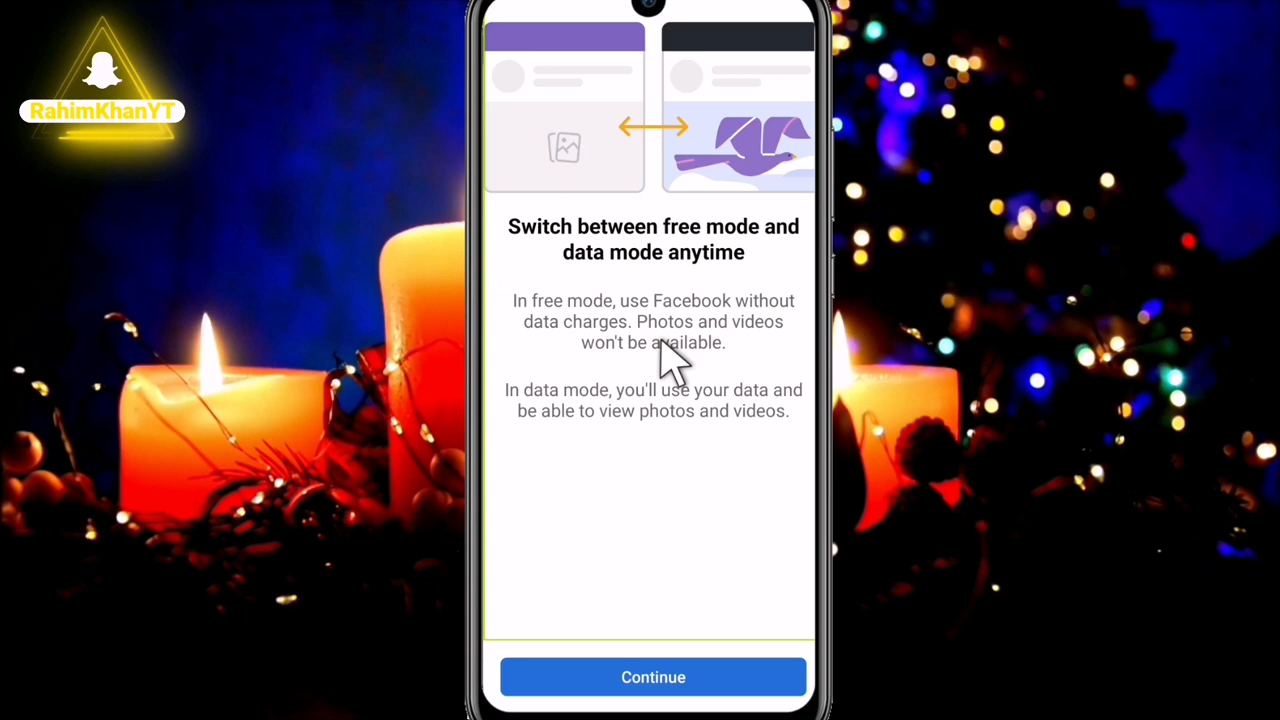 RahimKhanYT
Switch between free mode and
data mode anytime
In free mode, use Facebook without
data charges. Photos and videos
won't be available.
In data mode, you'll use your data and
be able to view photos and videos.
Continue